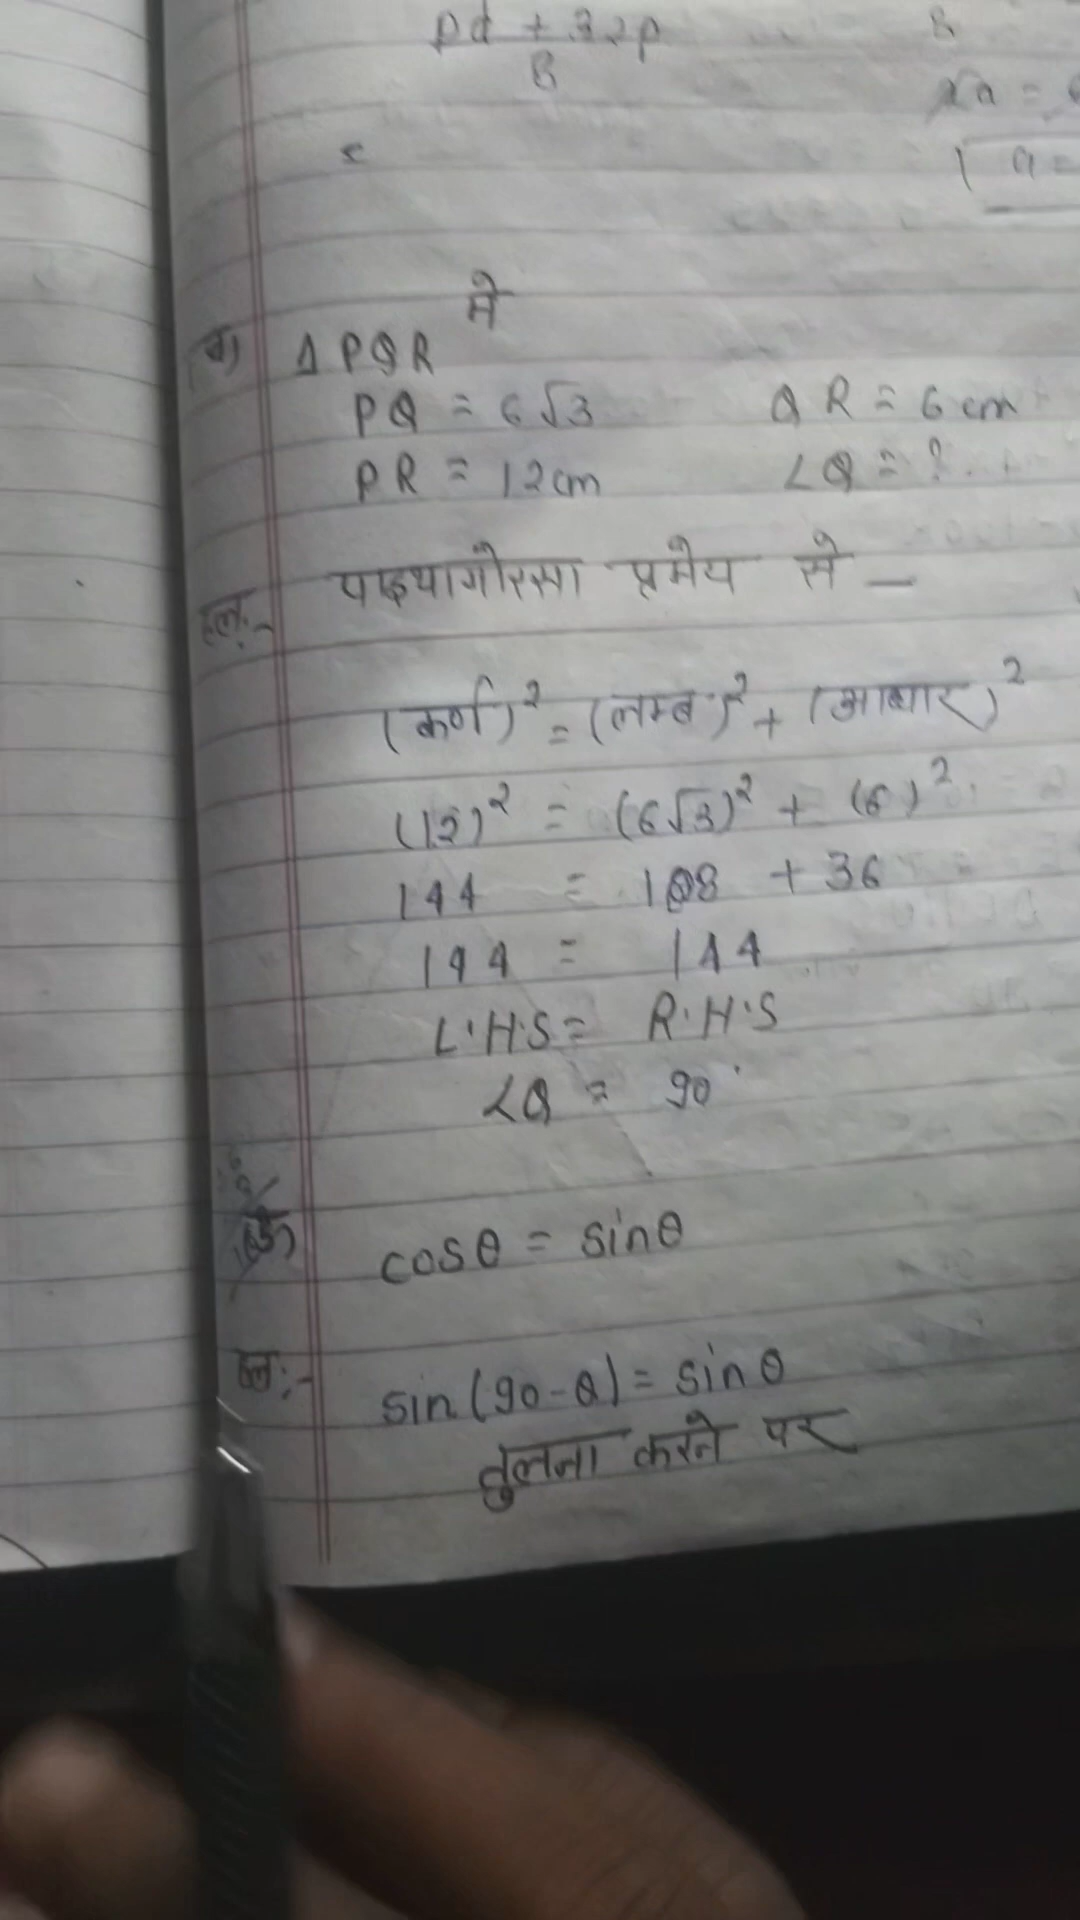 B
मे
ब) Δ PQR
PQ = 6√3 QR = 6 cm
PR = 12cm ∠Q = ?
हल:- पाइथागोरसा प्रमेय से —
(कर्ण)² = (लम्ब)² + (आधार)²
(12)² = (6√3)² + (6)²
144 = 108 + 36
144 = 144
L.H.S = R.H.S
∠Q = 90°
cosθ = sinθ
हल:- sin(90-θ) = sinθ
तुलना करने पर